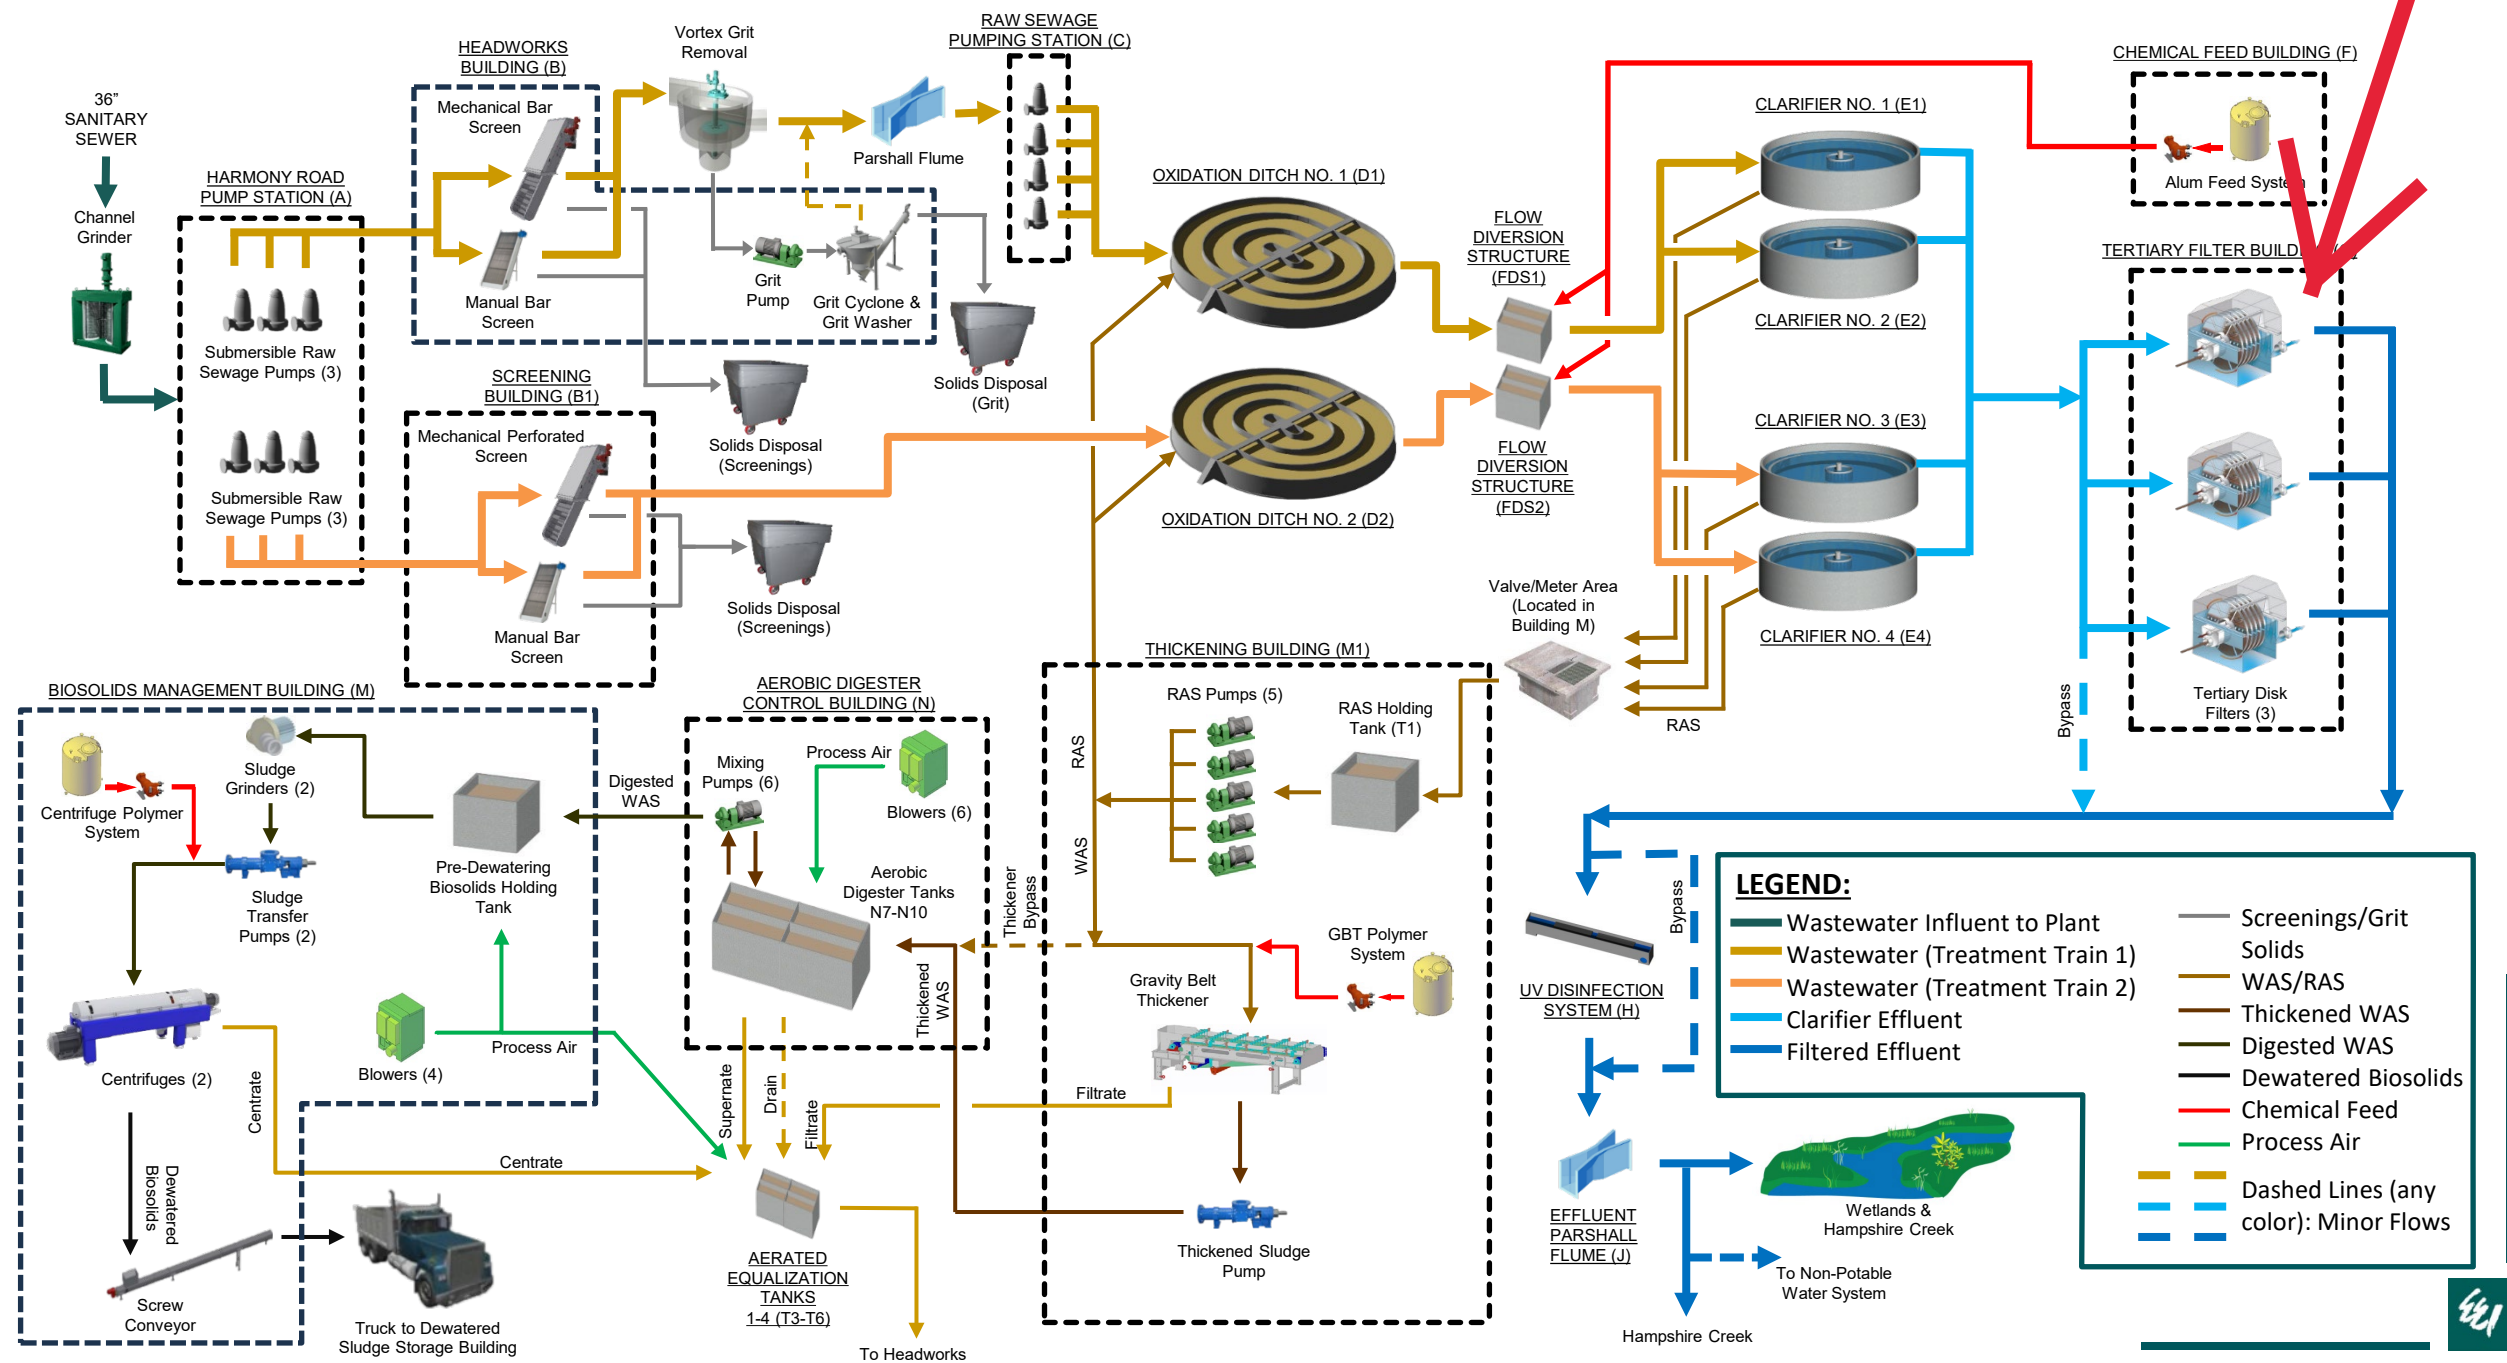 36”
SANITARY
SEWER
Channel
Grinder
HARMONY ROAD
PUMP STATION (A)
Submersible Raw
Sewage Pumps (3)
Submersible Raw
Sewage Pumps (3)
HEADWORKS
BUILDING (B)
Mechanical Bar
Screen
Manual Bar
Screen
Vortex Grit
Removal
Parshall Flume
Grit
Pump
Grit Cyclone &
Grit Washer
Solids Disposal
(Grit)
Solids Disposal
(Screenings)
SCREENING
BUILDING (B1)
Mechanical Perforated
Screen
Manual Bar
Screen
Solids Disposal
(Screenings)
RAW SEWAGE
PUMPING STATION (C)
OXIDATION DITCH NO. 1 (D1)
OXIDATION DITCH NO. 2 (D2)
FLOW
DIVERSION
STRUCTURE
(FDS1)
FLOW
DIVERSION
STRUCTURE
(FDS2)
CLARIFIER NO. 1 (E1)
CLARIFIER NO. 2 (E2)
CLARIFIER NO. 3 (E3)
CLARIFIER NO. 4 (E4)
CHEMICAL FEED BUILDING (F)
Alum Feed System
TERTIARY FILTER
Tertiary Disk
Filters (3)
Bypass
Valve/Meter Area
(Located in
Building M)
RAS
THICKENING BUILDING (M1)
RAS Pumps (5)
RAS Holding
Tank (T1)
RAS
WAS
Thickener
Bypass
GBT Polymer
System
Gravity Belt
Thickener
Filtrate
Thickened Sludge
Pump
AEROBIC DIGESTER
CONTROL BUILDING (N)
Mixing
Pumps (6)
Process Air
Blowers (6)
Aerobic
Digester Tanks
N7-N10
Thickened
WAS
Digested
WAS
Supernate
Drain
Filtrate
BIOSOLIDS MANAGEMENT BUILDING (M)
Sludge
Grinders (2)
Centrifuge Polymer
System
Sludge
Transfer
Pumps (2)
Pre-Dewatering
Biosolids Holding
Tank
Centrifuges (2)
Blowers (4)
Process Air
Centrate
Centrate
Dewatered
Biosolids
Screw
Conveyor
Truck to Dewatered
Sludge Storage Building
AERATED
EQUALIZATION
TANKS
1-4 (T3-T6)
To Headworks
UV DISINFECTION
SYSTEM (H)
Bypass
EFFLUENT
PARSHALL
FLUME (J)
Wetlands &
Hampshire Creek
To Non-Potable
Water System
Hampshire Creek
LEGEND:
Wastewater Influent to Plant
Wastewater (Treatment Train 1)
Wastewater (Treatment Train 2)
Clarifier Effluent
Filtered Effluent
Screenings/Grit
Solids
WAS/RAS
Thickened WAS
Digested WAS
Dewatered Biosolids
Chemical Feed
Process Air
Dashed Lines (any
color): Minor Flows